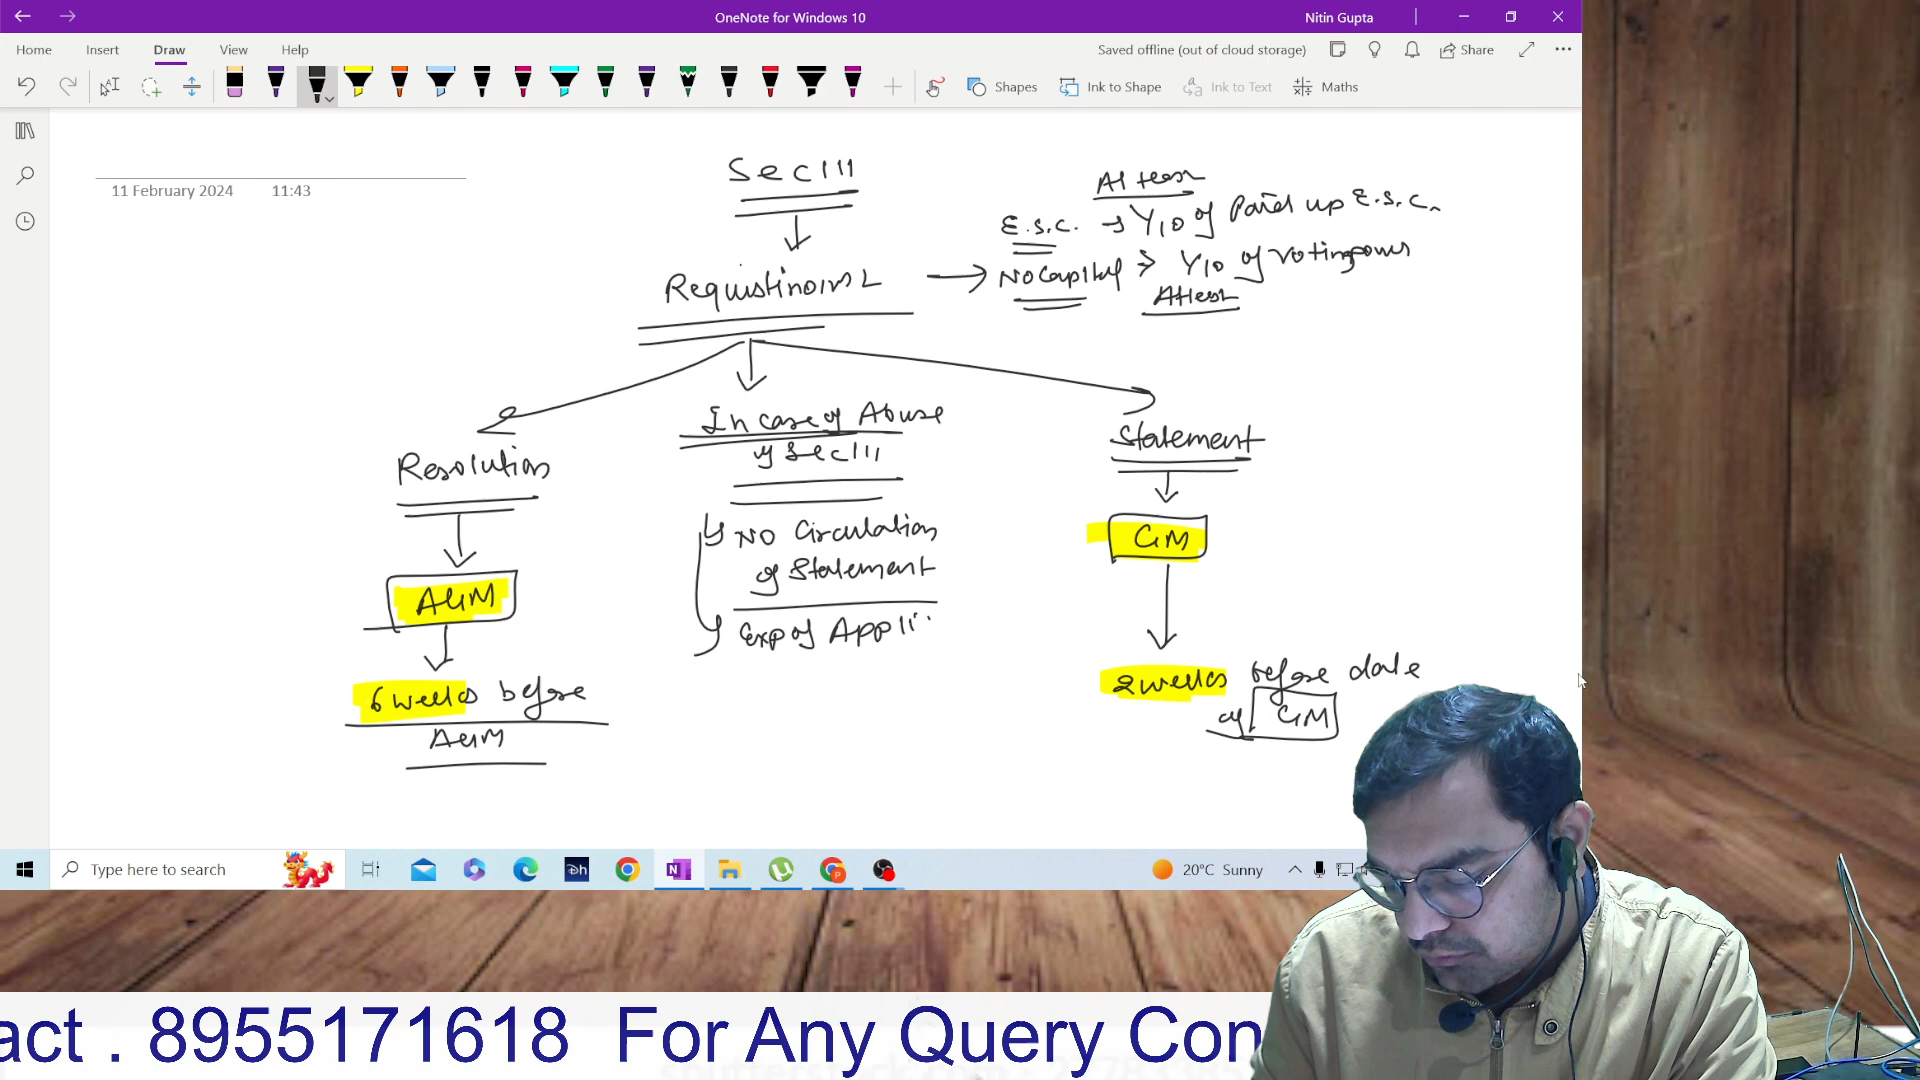 OneNote for Windows 10
Nitin Gupta
Home Insert Draw View Help
Saved offline (out of cloud storage)
Share
Shapes
Ink to Shape
Ink to Text
Maths
11 February 2024 11:43
Sec 111
At least
E.S.C. → 1/10 of Paid up E.S.C.
Requistinoirst → No Capital → 1/10 of voting power
Atleast
Resolution
In case of Abuse
of Sec 111
Statement
NO Circulation
of Statement
Exp of Appli
AGM
GM
6 weeks before
AGM
2 weeks before date
of GM
Type here to search
Dh
20°C Sunny
act . 8955171618 For Any Query Con